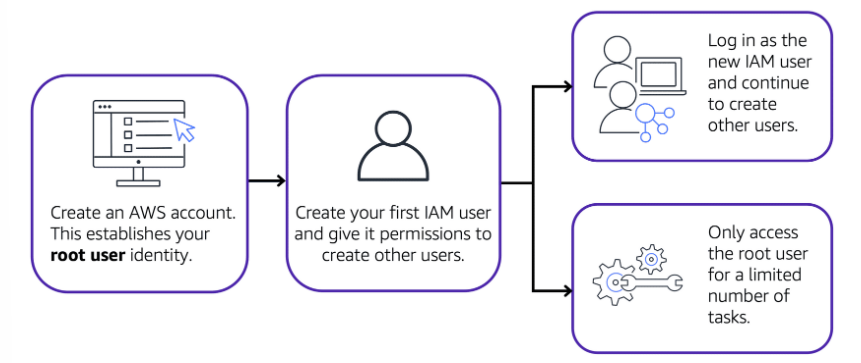 Create an AWS account.
This establishes your
root user identity.
Create your first IAM user
and give it permissions to
create other users.
Log in as the
new IAM user
and continue
to create
other users.
Only access
the root user
for a limited
number of
tasks.